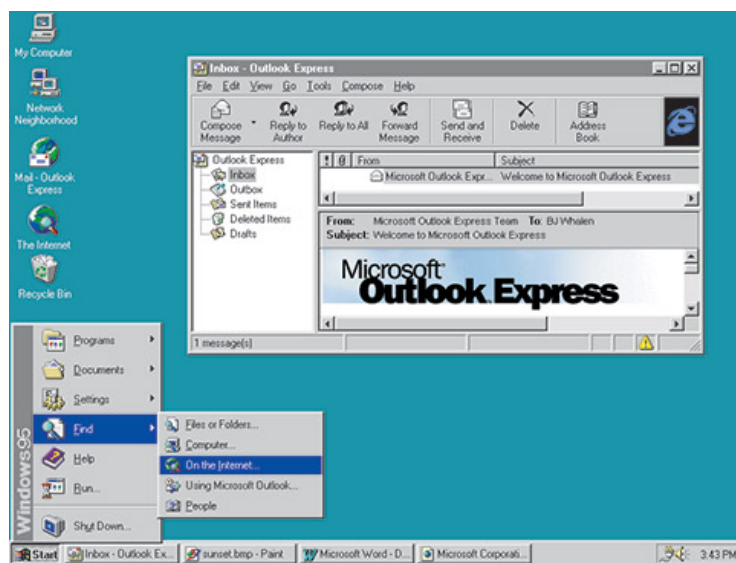 My Computer
Network
Neighborhood
Mail - Outlook
Express
The Internet
Recycle Bin
Inbox - Outlook Express
File Edit View Go Tools Compose Help
Compose
Message
Reply to
Author
Reply to All
Forward
Message
Send and
Receive
Delete
Address
Book
Outlook Express
Inbox
Outbox
Sent Items
Deleted Items
Drafts
! From Subject
Microsoft Outlook Expr... Welcome to Microsoft Outlook Express
From: Microsoft Outlook Express Team To: BJ Whalen
Subject: Welcome to Microsoft Outlook Express
Microsoft
Outlook Express
1 message(s)
Programs
Documents
Settings
Find
Help
Run...
Shut Down...
Windows95
Files or Folders...
Computer...
On the Internet...
Using Microsoft Outlook...
People
Start Inbox - Outlook Ex... sunset.bmp - Paint Microsoft Word - D... Microsoft Corporati... 3:43 PM